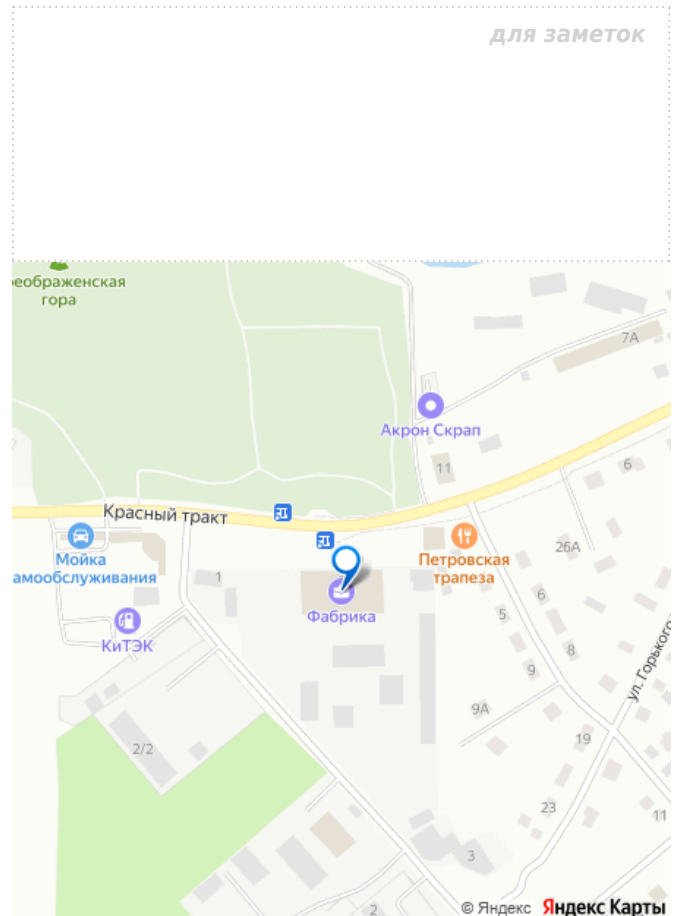 для заметок
реображенская
гора
7А
Акрон Скрап
11
6
Красный тракт
Мойка
амообслуживания
Петровская
трапеза
26А
1
Фабрика
6
5
КиТЭК
8
9
ул. Горького
9А
19
2/2
23
11
3
2
© Яндекс Яндекс Карты